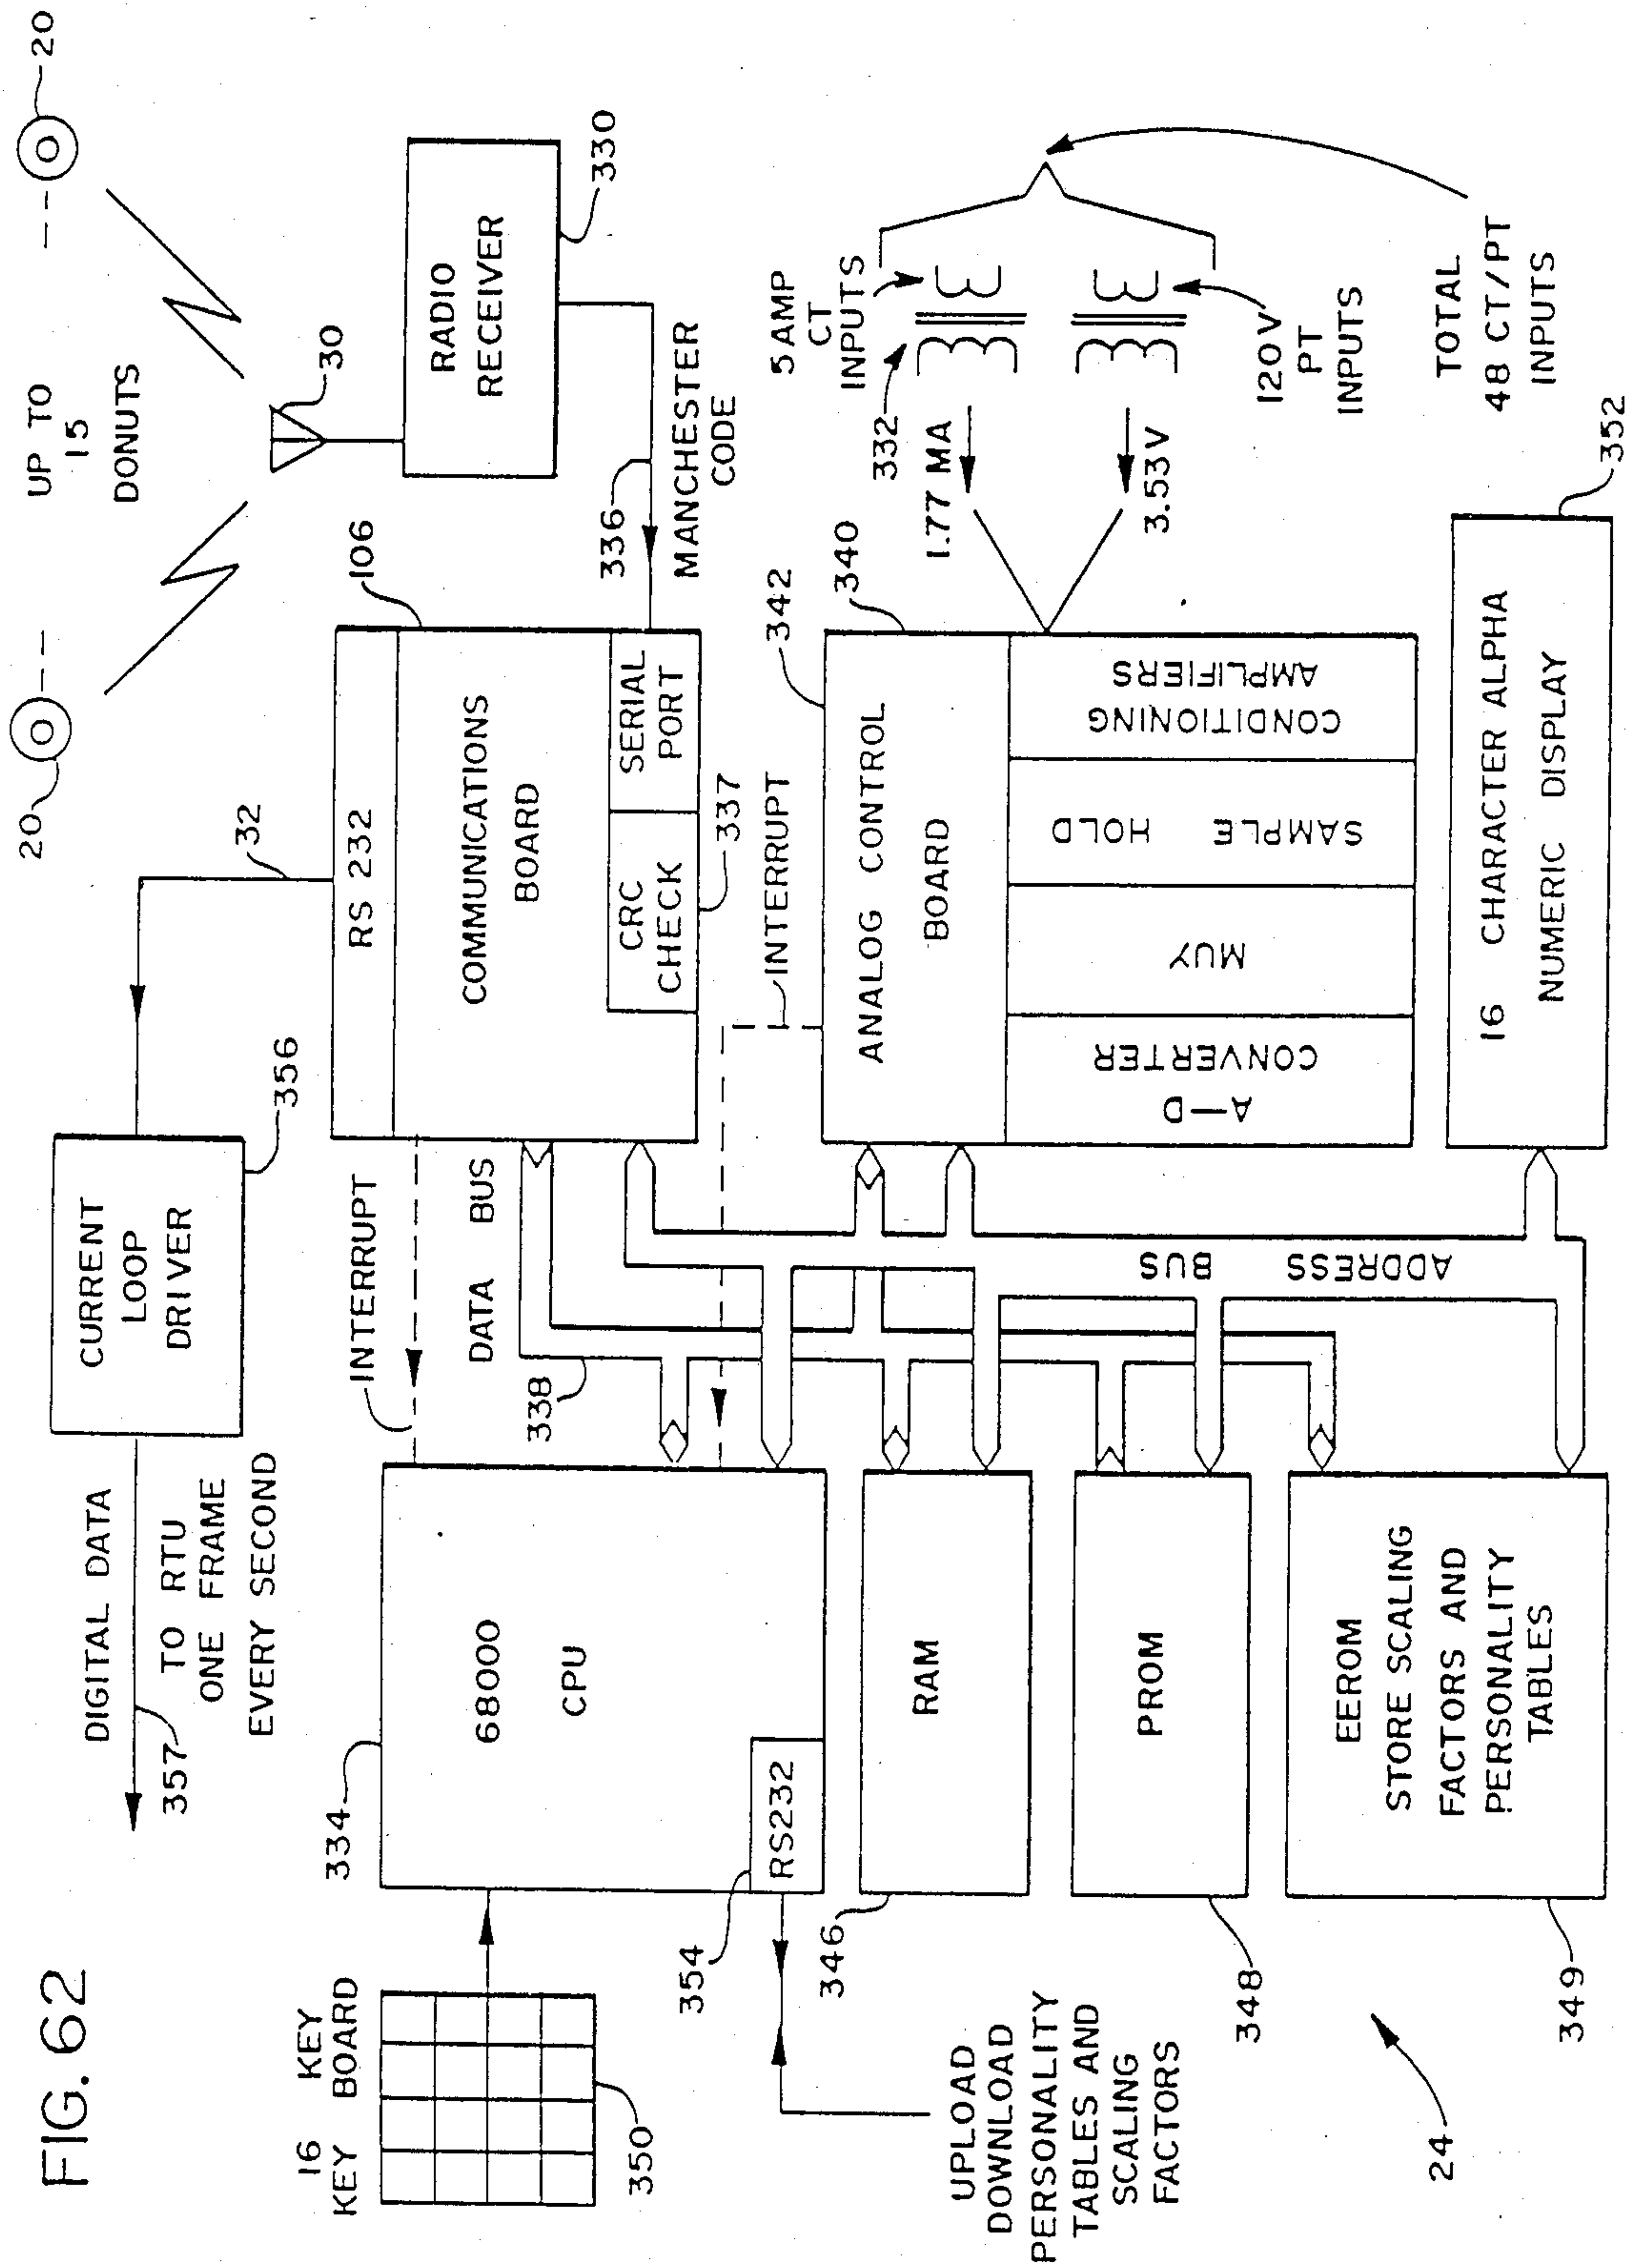 FIG. 62
UP TO
15
DONUTS
20
20
30
RADIO
RECEIVER
330
336
MANCHESTER
CODE
32
106
RS 232
COMMUNICATIONS
BOARD
CRC
CHECK
SERIAL
PORT
337
CURRENT
LOOP
DRIVER
356
DIGITAL DATA
357
TO RTU
ONE FRAME
EVERY SECOND
INTERRUPT
DATA BUS
338
INTERRUPT
16 KEY
KEY BOARD
350
334
68000
CPU
RS232
354
UPLOAD
DOWNLOAD
PERSONALITY
TABLES AND
SCALING
FACTORS
346
RAM
348
PROM
349
EEROM
STORE SCALING
FACTORS AND
PERSONALITY
TABLES
ADDRESS BUS
342
340
ANALOG CONTROL
BOARD
A-D
CONVERTER
MUY
SAMPLE HOLD
CONDITIONING
AMPLIFIERS
1.77 MA
3.53V
332
5 AMP
CT
INPUTS
120V
PT
INPUTS
TOTAL
48 CT/PT
INPUTS
16 CHARACTER ALPHA
NUMERIC DISPLAY
352
24